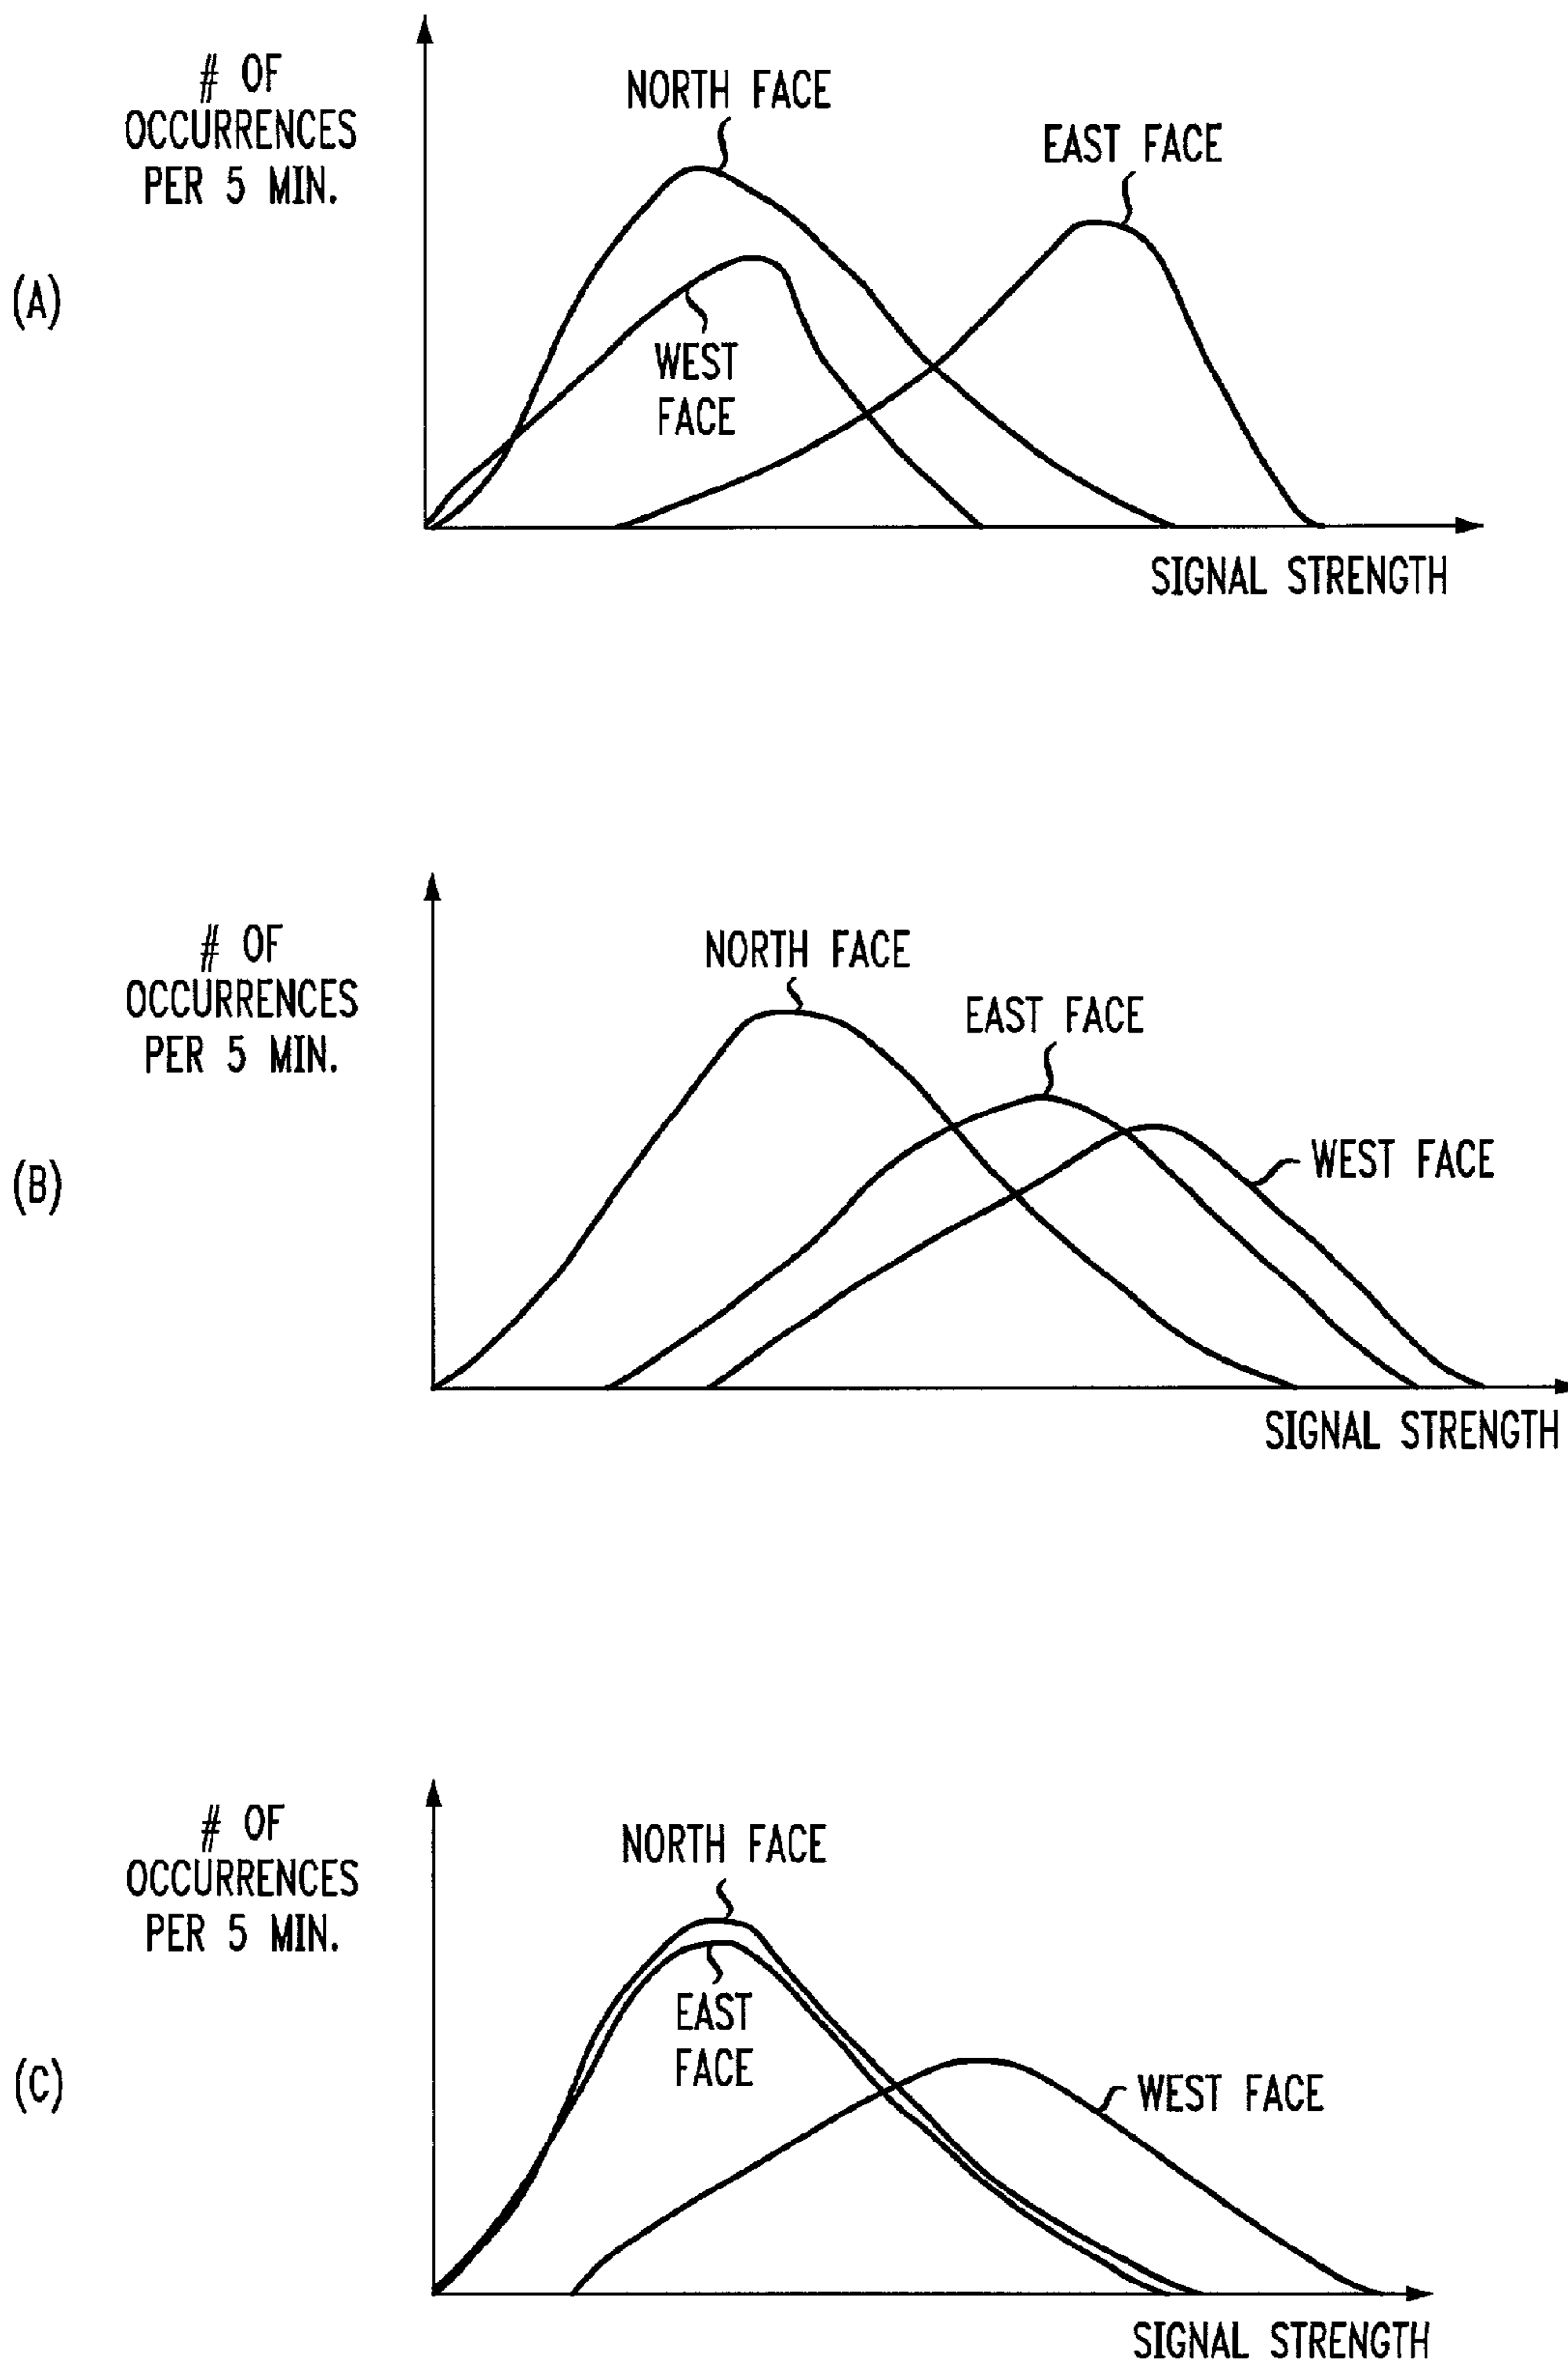 # OF
OCCURRENCES
PER 5 MIN.
NORTH FACE
EAST FACE
(A)
WEST
FACE
SIGNAL STRENGTH
# OF
OCCURRENCES
PER 5 MIN.
NORTH FACE
EAST FACE
WEST FACE
(B)
SIGNAL STRENGTH
# OF
OCCURRENCES
PER 5 MIN.
NORTH FACE
EAST
FACE
(C)
WEST FACE
SIGNAL STRENGTH